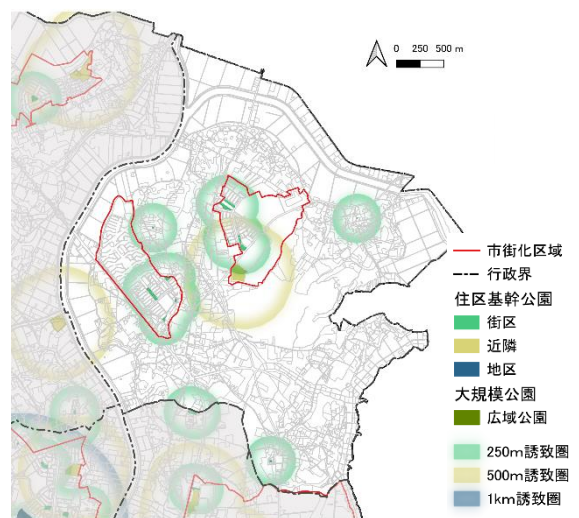 0 250 500 m
市街化区域
行政界
住区基幹公園
街区
近隣
地区
大規模公園
広域公園
250m誘致圏
500m誘致圏
1km誘致圏